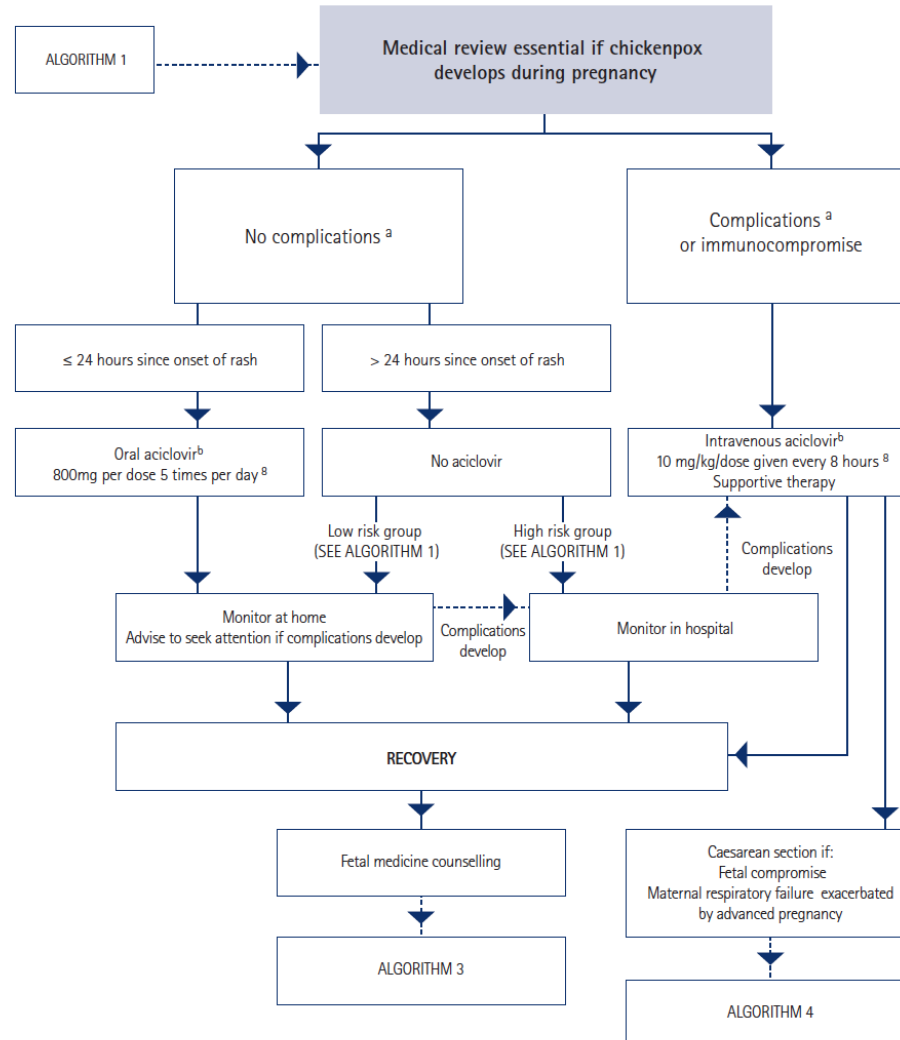 ALGORITHM 1
Medical review essential if chickenpox
develops during pregnancy
No complications ᵃ
Complications ᵃ
or immunocompromise
≤ 24 hours since onset of rash
> 24 hours since onset of rash
Oral aciclovirᵇ
800mg per dose 5 times per day ⁸
No aciclovir
Intravenous aciclovirᵇ
10 mg/kg/dose given every 8 hours ⁸
Supportive therapy
Low risk group
(SEE ALGORITHM 1)
High risk group
(SEE ALGORITHM 1)
Complications
develop
Monitor at home
Advise to seek attention if complications develop
Complications
develop
Monitor in hospital
RECOVERY
Fetal medicine counselling
Caesarean section if:
Fetal compromise
Maternal respiratory failure exacerbated
by advanced pregnancy
ALGORITHM 3
ALGORITHM 4